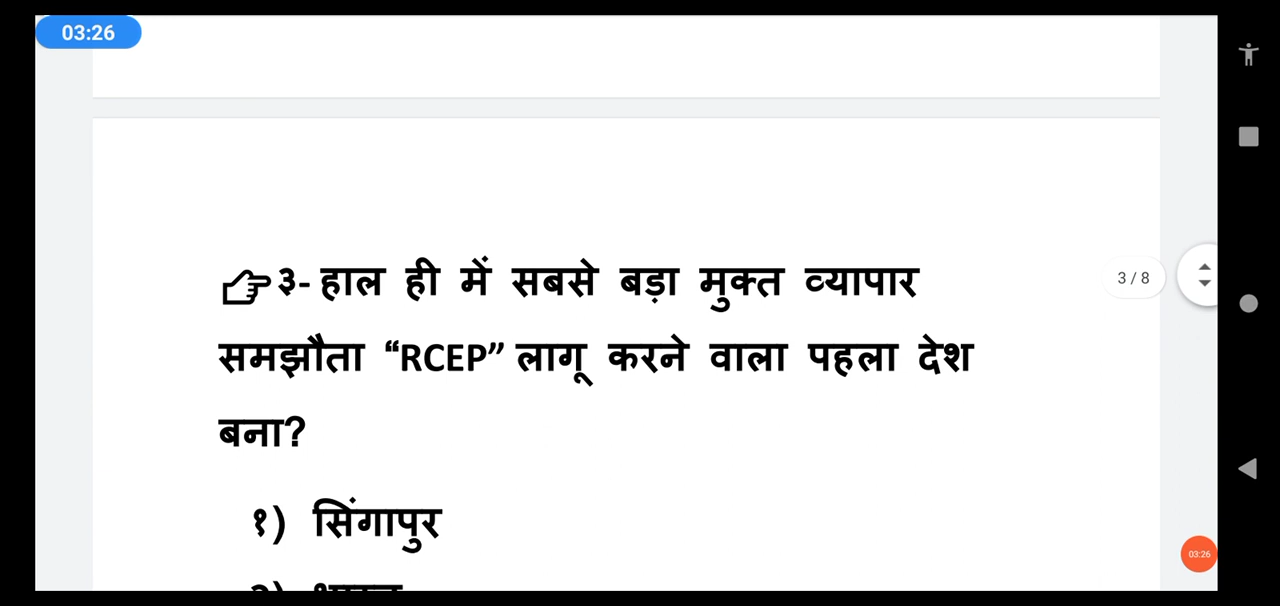 03:26
👉३- हाल ही में सबसे बड़ा मुक्त व्यापार
3 / 8
समझौता “RCEP” लागू करने वाला पहला देश
बना?
१) सिंगापुर
03:26